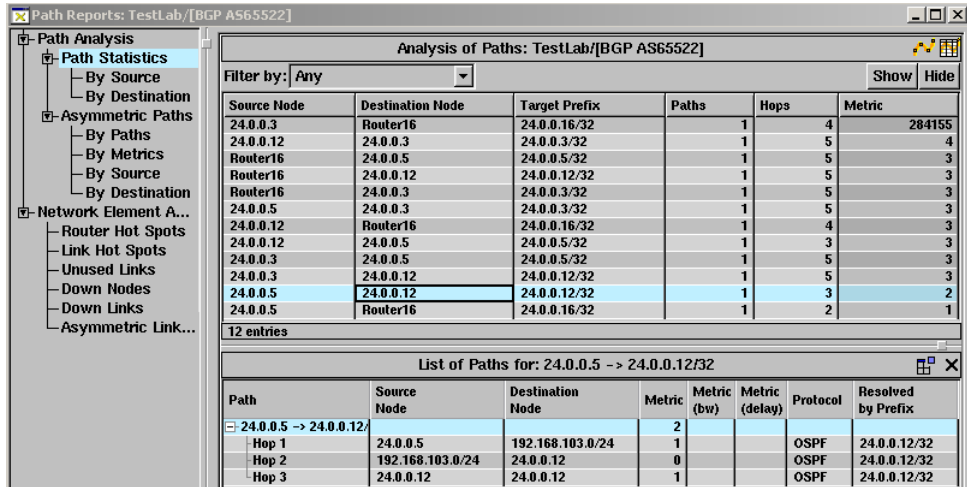 Path Reports: TestLab/[BGP AS65522]
Path Analysis
Path Statistics
By Source
By Destination
Asymmetric Paths
By Paths
By Metrics
By Source
By Destination
Network Element A...
Router Hot Spots
Link Hot Spots
Unused Links
Down Nodes
Down Links
Asymmetric Link...
Analysis of Paths: TestLab/[BGP AS65522]
Filter by: Any Show Hide
Source Node Destination Node Target Prefix Paths Hops Metric
24.0.0.3 Router16 24.0.0.16/32 1 4 284155
24.0.0.12 24.0.0.3 24.0.0.3/32 1 5 4
Router16 24.0.0.5 24.0.0.5/32 1 5 3
Router16 24.0.0.12 24.0.0.12/32 1 5 3
Router16 24.0.0.3 24.0.0.3/32 1 5 3
24.0.0.5 24.0.0.3 24.0.0.3/32 1 5 3
24.0.0.12 Router16 24.0.0.16/32 1 4 3
24.0.0.12 24.0.0.5 24.0.0.5/32 1 3 3
24.0.0.3 24.0.0.5 24.0.0.5/32 1 5 3
24.0.0.3 24.0.0.12 24.0.0.12/32 1 5 3
24.0.0.5 24.0.0.12 24.0.0.12/32 1 3 2
24.0.0.5 Router16 24.0.0.16/32 1 2 1
12 entries
List of Paths for: 24.0.0.5 -> 24.0.0.12/32
Path Source Node Destination Node Metric Metric (bw) Metric (delay) Protocol Resolved by Prefix
24.0.0.5 -> 24.0.0.12/ 2
Hop 1 24.0.0.5 192.168.103.0/24 1 OSPF 24.0.0.12/32
Hop 2 192.168.103.0/24 24.0.0.12 0 OSPF 24.0.0.12/32
Hop 3 24.0.0.12 24.0.0.12 1 OSPF 24.0.0.12/32